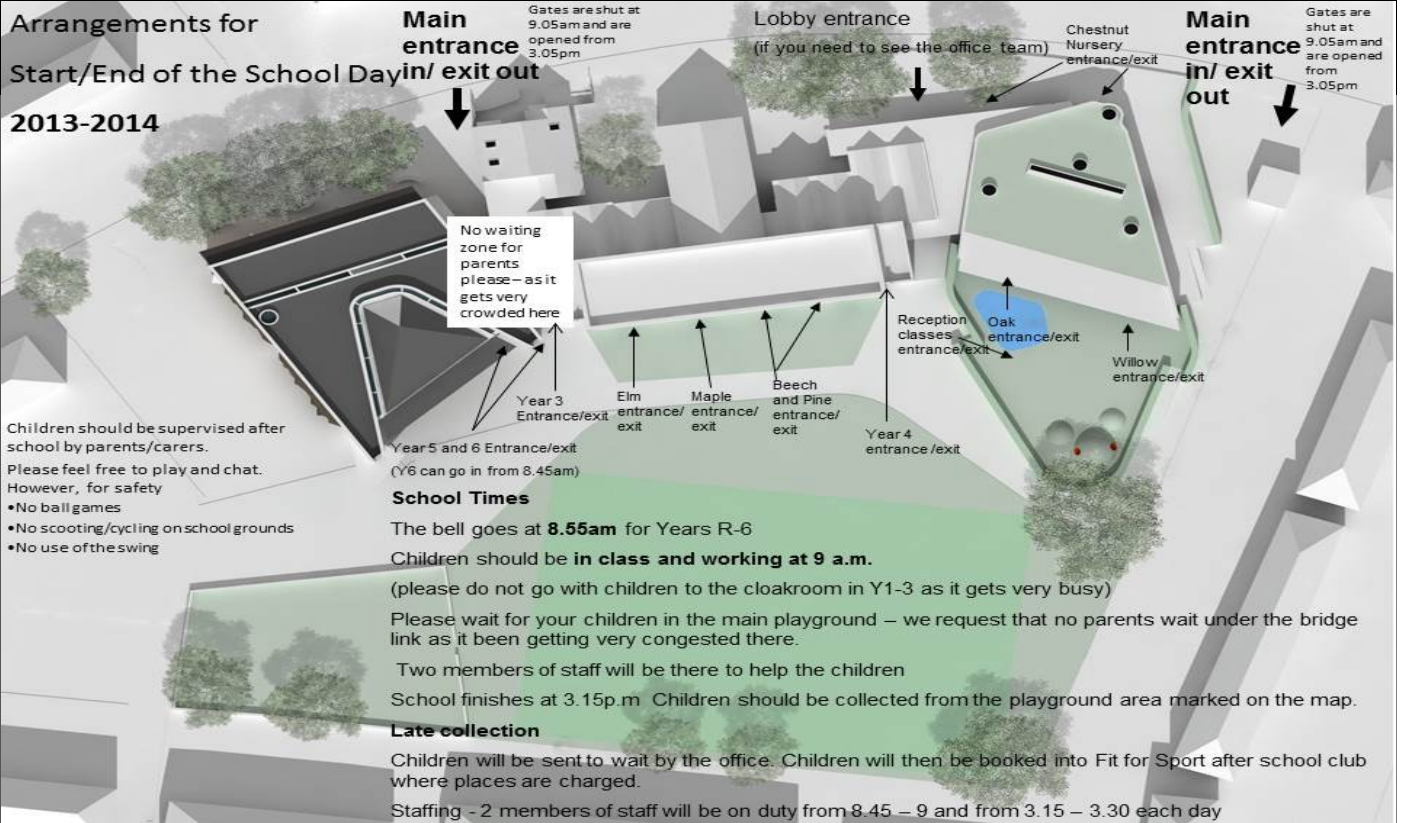 Arrangements for
Start/End of the School Day
2013-2014
Main
entrance
in/ exit out
Gates are shut at
9.05am and are
opened from
3.05pm
Lobby entrance
(if you need to see the office team)
Chestnut
Nursery
entrance/exit
Main
entrance
in/ exit
out
Gates are
shut at
9.05am and
are opened
from
3.05pm
No waiting
zone for
parents
please – as it
gets very
crowded here
Reception
classes
entrance/exit
Oak
entrance/exit
Willow
entrance/exit
Year 3
Entrance/exit
Elm
entrance/
exit
Maple
entrance/
exit
Beech
and Pine
entrance/
exit
Year 4
entrance /exit
Year 5 and 6 Entrance/exit
(Y6 can go in from 8.45am)
Children should be supervised after
school by parents/carers.
Please feel free to play and chat.
However, for safety
•No ball games
•No scooting/cycling on school grounds
•No use of the swing
School Times
The bell goes at 8.55am for Years R-6
Children should be in class and working at 9 a.m.
(please do not go with children to the cloakroom in Y1-3 as it gets very busy)
Please wait for your children in the main playground – we request that no parents wait under the bridge
link as it been getting very congested there.
Two members of staff will be there to help the children
School finishes at 3.15p.m Children should be collected from the playground area marked on the map.
Late collection
Children will be sent to wait by the office. Children will then be booked into Fit for Sport after school club
where places are charged.
Staffing - 2 members of staff will be on duty from 8.45 – 9 and from 3.15 – 3.30 each day